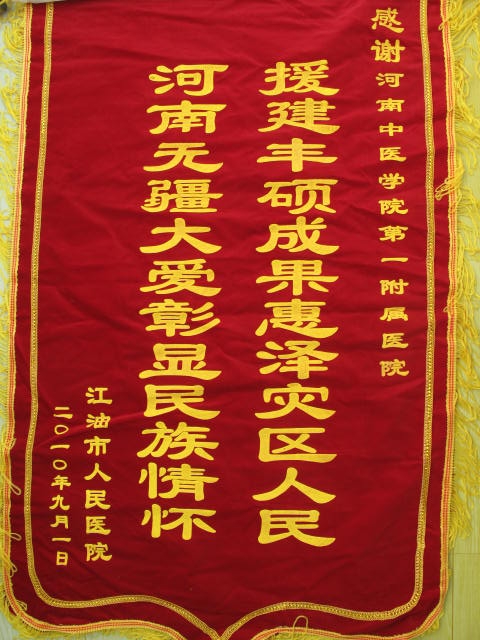 感谢河南中医学院第一附属医院
援建丰硕成果惠泽灾区人民
河南无疆大爱彰显民族情怀
江油市人民医院
二〇一〇年九月一日